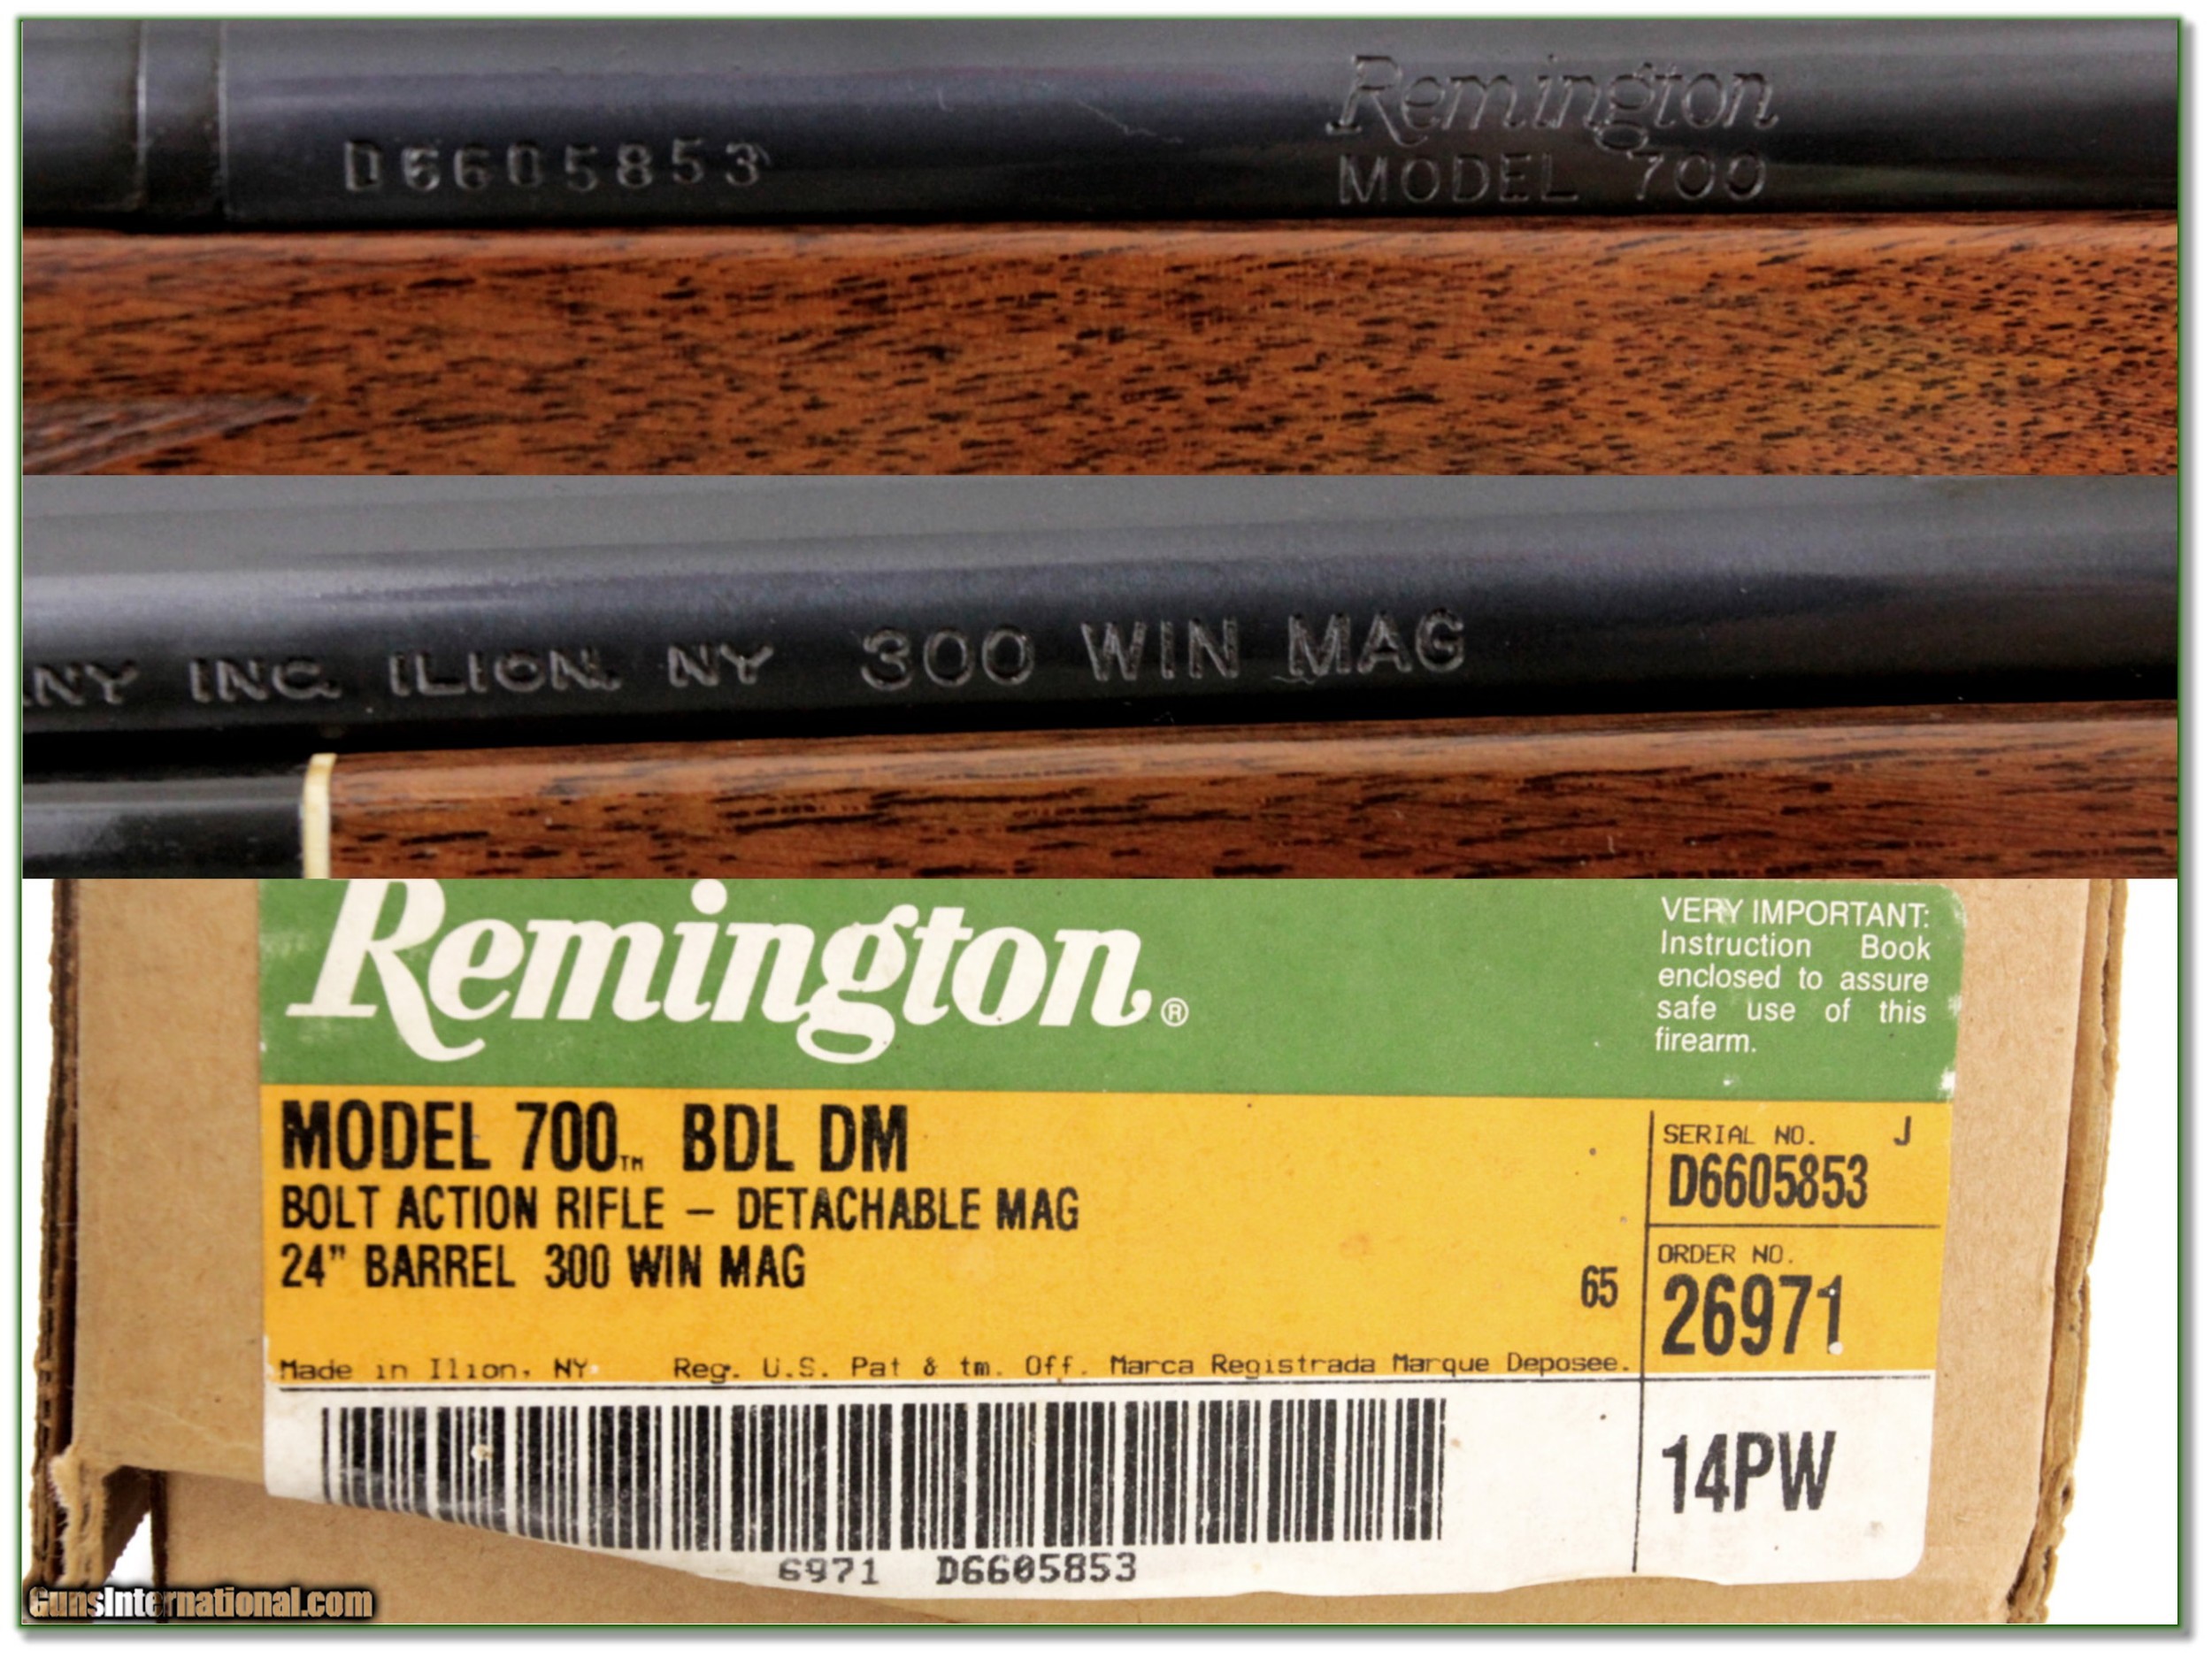 Remington
D6605853
MODEL 700
NY INC. ILION, NY 300 WIN MAG
Remington®
VERY IMPORTANT:
Instruction Book
enclosed to assure
safe use of this
firearm.
MODEL 700™ BDL DM
BOLT ACTION RIFLE – DETACHABLE MAG
24" BARREL 300 WIN MAG
65
SERIAL NO. J
D6605853
ORDER NO.
26971
Made in Ilion, NY. Reg. U.S. Pat & tm. Off. Marca Registrada Marque Deposee.
14PW
6971 D6605853
GunsInternational.com